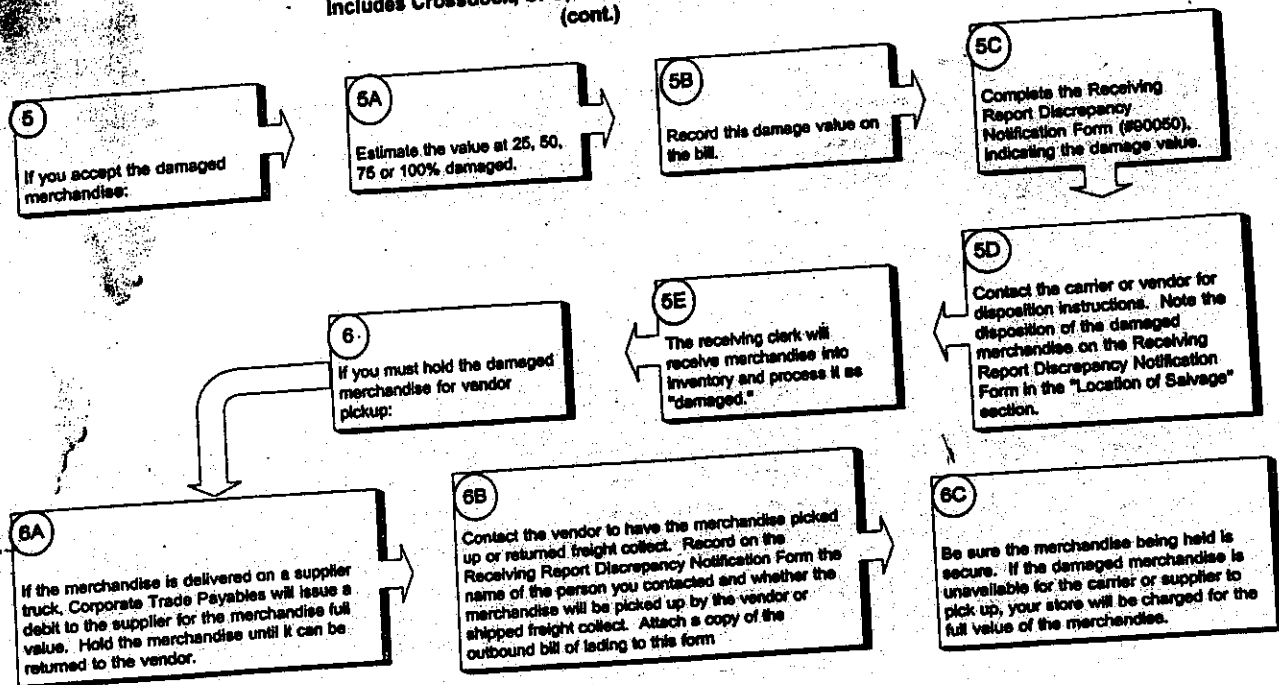 Includes Crossdock,
(cont.)
5
If you accept the damaged
merchandise:
5A
Estimate the value at 25, 50,
75 or 100% damaged.
5B
Record this damage value on
the bill.
5C
Complete the Receiving
Report Discrepancy
Notification Form (#90050),
indicating the damage value.
5D
Contact the carrier or vendor for
disposition instructions. Note the
disposition of the damaged
merchandise on the Receiving
Report Discrepancy Notification
Form in the "Location of Salvage"
section.
5E
The receiving clerk will
receive merchandise into
inventory and process it as
"damaged."
6
If you must hold the damaged
merchandise for vendor
pickup:
6A
If the merchandise is delivered on a supplier
truck, Corporate Trade Payables will issue a
debit to the supplier for the merchandise full
value. Hold the merchandise until it can be
returned to the vendor.
6B
Contact the vendor to have the merchandise picked
up or returned freight collect. Record on the
Receiving Report Discrepancy Notification Form the
name of the person you contacted and whether the
merchandise will be picked up by the vendor or
shipped freight collect. Attach a copy of the
outbound bill of lading to this form
6C
Be sure the merchandise being held is
secure. If the damaged merchandise is
unavailable for the carrier or supplier to
pick up, your store will be charged for the
full value of the merchandise.